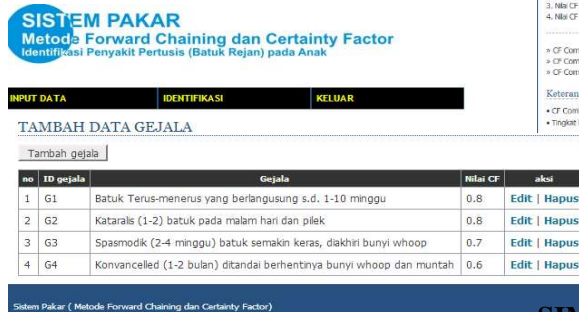 SISTEM PAKAR
Metode Forward Chaining dan Certainty Factor
Identifikasi Penyakit Pertusis (Batuk Rejan) pada Anak
3. Nilai CF
4. Nilai CF
» CF Com
» CF Com
» CF Com
Keteran
• CF Com
• Tingkat
INPUT DATA IDENTIFIKASI KELUAR
TAMBAH DATA GEJALA
Tambah gejala
no ID gejala Gejala Nilai CF aksi
1 G1 Batuk Terus-menerus yang berlangusung s.d. 1-10 minggu 0.8 Edit | Hapus
2 G2 Kataralis (1-2) batuk pada malam hari dan pilek 0.8 Edit | Hapus
3 G3 Spasmodik (2-4 minggu) batuk semakin keras, diakhiri bunyi whoop 0.7 Edit | Hapus
4 G4 Konvancelled (1-2 bulan) ditandai berhentinya bunyi whoop dan muntah 0.6 Edit | Hapus
Sistem Pakar ( Metode Forward Chaining dan Certainty Factor)